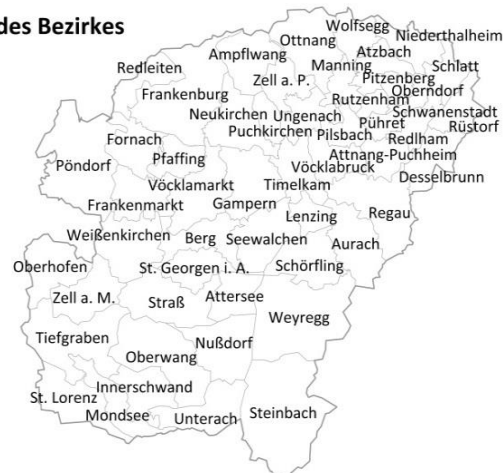 des Bezirkes
Wolfsegg
Ottnang
Niederthalheim
Ampflwang
Atzbach
Redleiten
Manning
Schlatt
Zell a. P.
Pitzenberg
Frankenburg
Oberndorf
Rutzenham
Neukirchen
Ungenach
Schwanenstadt
Pühret
Rüstorf
Puchkirchen
Pilsbach
Redlham
Fornach
Attnang-Puchheim
Pfaffing
Pöndorf
Vöcklabruck
Desselbrunn
Vöcklamarkt
Timelkam
Frankenmarkt
Gampern
Lenzing
Regau
Weißenkirchen
Berg
Seewalchen
Aurach
Oberhofen
St. Georgen i. A.
Schörfling
Zell a. M.
Straß
Attersee
Weyregg
Tiefgraben
Nußdorf
Oberwang
Innerschwand
St. Lorenz
Mondsee
Unterach
Steinbach